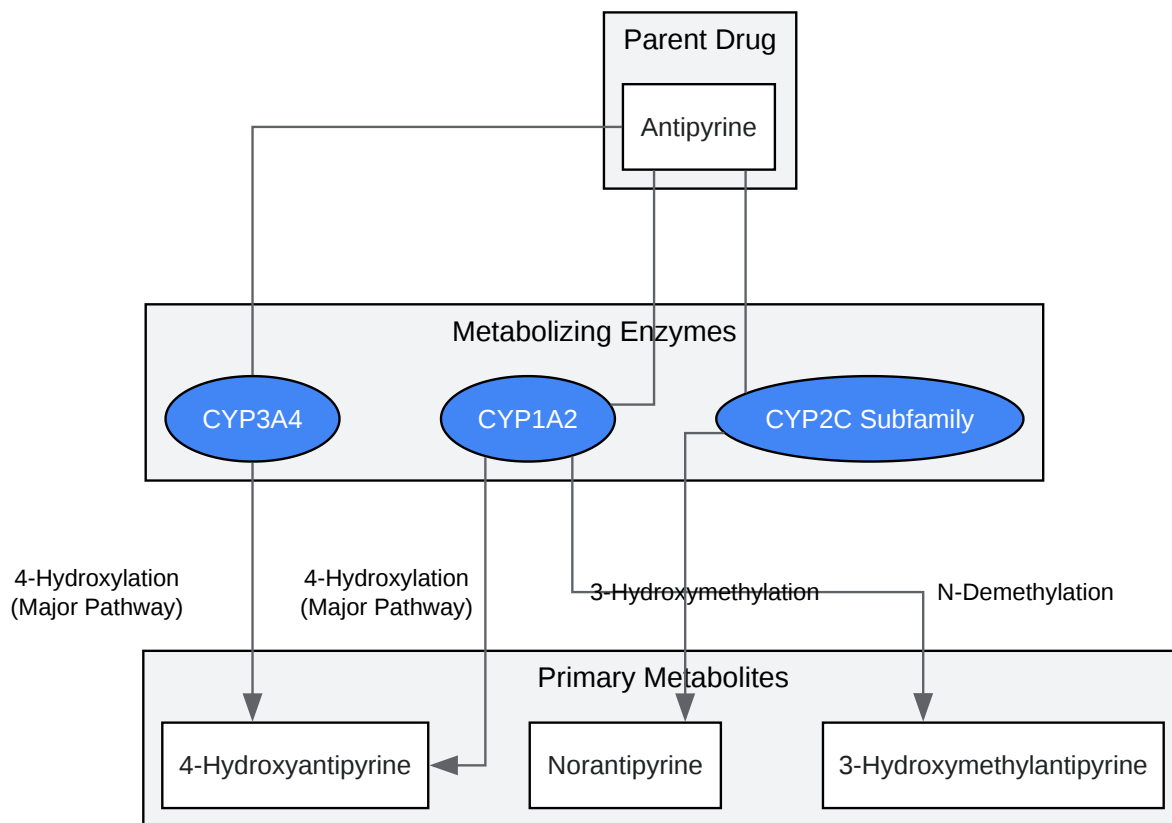 Parent Drug
Antipyrine
Metabolizing Enzymes
CYP3A4
CYP1A2
CYP2C Subfamily
4-Hydroxylation
(Major Pathway)
4-Hydroxylation
(Major Pathway)
3-Hydroxymethylation
N-Demethylation
Primary Metabolites
4-Hydroxyantipyrine
Norantipyrine
3-Hydroxymethylantipyrine